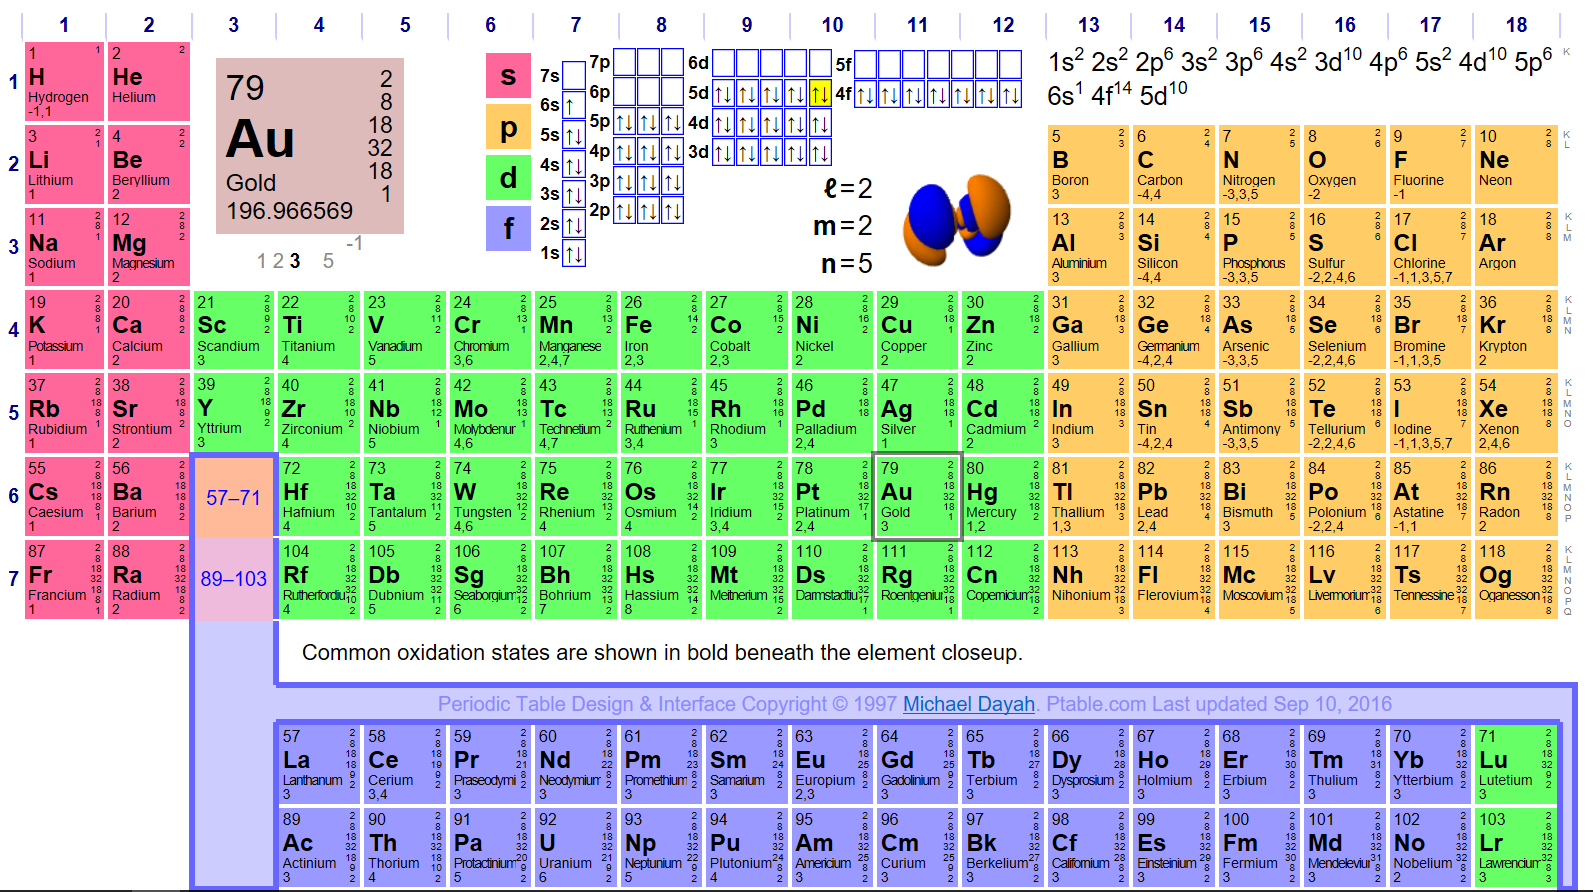 1 2 3 4 5 6 7 8 9 10 11 12 13 14 15 16 17 18
1 2 3 4 5 6 7
79
Au
Gold
196.966569
2
8
18
32
18
1
-1
1 2 3 5
s
p
d
f
7s
6s ↑
5s ↑↓
4s ↑↓
3s ↑↓
2s ↑↓
1s ↑↓
7p
6p
5p ↑↓ ↑↓ ↑↓
4p ↑↓ ↑↓ ↑↓
3p ↑↓ ↑↓ ↑↓
2p ↑↓ ↑↓ ↑↓
6d
5d ↑↓ ↑↓ ↑↓ ↑↓ ↑↓
4d ↑↓ ↑↓ ↑↓ ↑↓ ↑↓
3d ↑↓ ↑↓ ↑↓ ↑↓ ↑↓
5f
4f ↑↓ ↑↓ ↑↓ ↑↓ ↑↓ ↑↓ ↑↓
ℓ=2
m=2
n=5
1s² 2s² 2p⁶ 3s² 3p⁶ 4s² 3d¹⁰ 4p⁶ 5s² 4d¹⁰ 5p⁶
6s¹ 4f¹⁴ 5d¹⁰
1 H Hydrogen -1,1
2 He Helium
3 Li Lithium 1
4 Be Beryllium 2
5 B Boron 3
6 C Carbon -4,4
7 N Nitrogen -3,3,5
8 O Oxygen -2
9 F Fluorine -1
10 Ne Neon
11 Na Sodium 1
12 Mg Magnesium 2
13 Al Aluminium 3
14 Si Silicon -4,4
15 P Phosphorus -3,3,5
16 S Sulfur -2,2,4,6
17 Cl Chlorine -1,1,3,5,7
18 Ar Argon
19 K Potassium 1
20 Ca Calcium 2
21 Sc Scandium 3
22 Ti Titanium 4
23 V Vanadium 5
24 Cr Chromium 3,6
25 Mn Manganese 2,4,7
26 Fe Iron 2,3
27 Co Cobalt 2,3
28 Ni Nickel 2
29 Cu Copper 2
30 Zn Zinc 2
31 Ga Gallium 3
32 Ge Germanium -4,2,4
33 As Arsenic -3,3,5
34 Se Selenium -2,2,4,6
35 Br Bromine -1,1,3,5
36 Kr Krypton 2
37 Rb Rubidium 1
38 Sr Strontium 2
39 Y Yttrium 3
40 Zr Zirconium 4
41 Nb Niobium 5
42 Mo Molybdenur 4,6
43 Tc Technetium 4,7
44 Ru Ruthenium 3,4
45 Rh Rhodium 3
46 Pd Palladium 2,4
47 Ag Silver 1
48 Cd Cadmium 2
49 In Indium 3
50 Sn Tin -4,2,4
51 Sb Antimony -3,3,5
52 Te Tellurium -2,2,4,6
53 I Iodine -1,1,3,5,7
54 Xe Xenon 2,4,6
55 Cs Caesium 1
56 Ba Barium 2
57–71
72 Hf Hafnium 4
73 Ta Tantalum 5
74 W Tungsten 4,6
75 Re Rhenium 4
76 Os Osmium 4
77 Ir Iridium 3,4
78 Pt Platinum 2,4
79 Au Gold 3
80 Hg Mercury 1,2
81 Tl Thallium 1,3
82 Pb Lead 2,4
83 Bi Bismuth 3
84 Po Polonium -2,2,4
85 At Astatine -1,1
86 Rn Radon 2
87 Fr Francium 1
88 Ra Radium 2
89–103
104 Rf Rutherfordiu 4
105 Db Dubnium 5
106 Sg Seaborgium 6
107 Bh Bohrium 7
108 Hs Hassium 8
109 Mt Meitnerium
110 Ds Darmstadtiu
111 Rg Roentgeniur
112 Cn Copernicium
113 Nh Nihonium
114 Fl Flerovium
115 Mc Moscovium
116 Lv Livermorium
117 Ts Tennessine
118 Og Oganesson
Common oxidation states are shown in bold beneath the element closeup.
Periodic Table Design & Interface Copyright © 1997 Michael Dayah. Ptable.com Last updated Sep 10, 2016
57 La Lanthanum 3
58 Ce Cerium 3,4
59 Pr Praseodymi 3
60 Nd Neodymium 3
61 Pm Promethium 3
62 Sm Samarium 3
63 Eu Europium 2,3
64 Gd Gadolinium 3
65 Tb Terbium 3
66 Dy Dysprosium 3
67 Ho Holmium 3
68 Er Erbium 3
69 Tm Thulium 3
70 Yb Ytterbium 3
71 Lu Lutetium 3
89 Ac Actinium 3
90 Th Thorium 4
91 Pa Protactinium 5
92 U Uranium 6
93 Np Neptunium 5
94 Pu Plutonium 4
95 Am Americium 3
96 Cm Curium 3
97 Bk Berkelium 3
98 Cf Californium 3
99 Es Einsteinium 3
100 Fm Fermium 3
101 Md Mendeleviur 3
102 No Nobelium 2
103 Lr Lawrencium 3